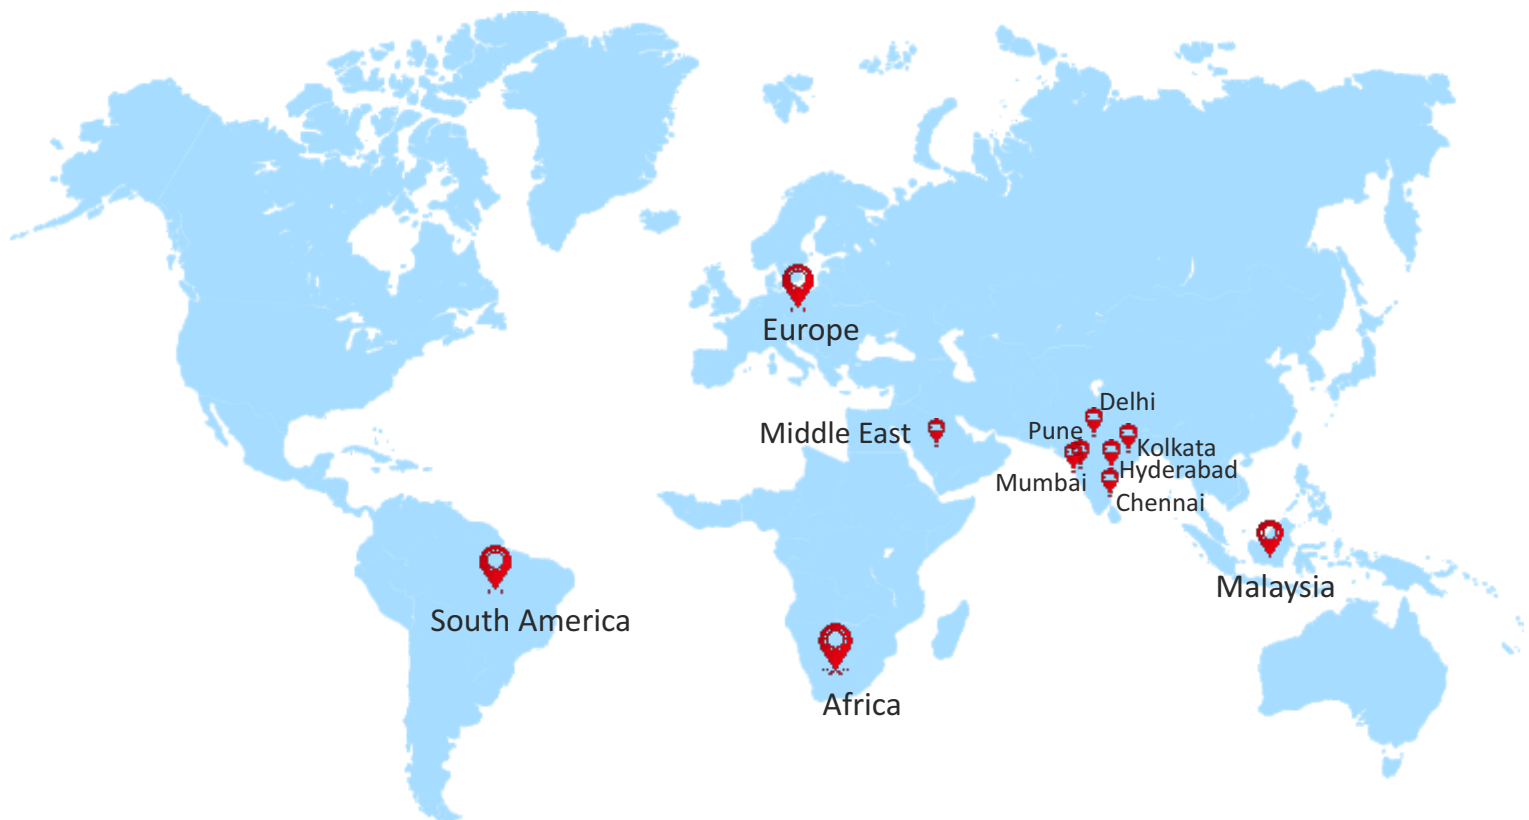 Europe
Delhi
Middle East
Pune
Kolkata
Hyderabad
Mumbai
Chennai
Malaysia
South America
Africa